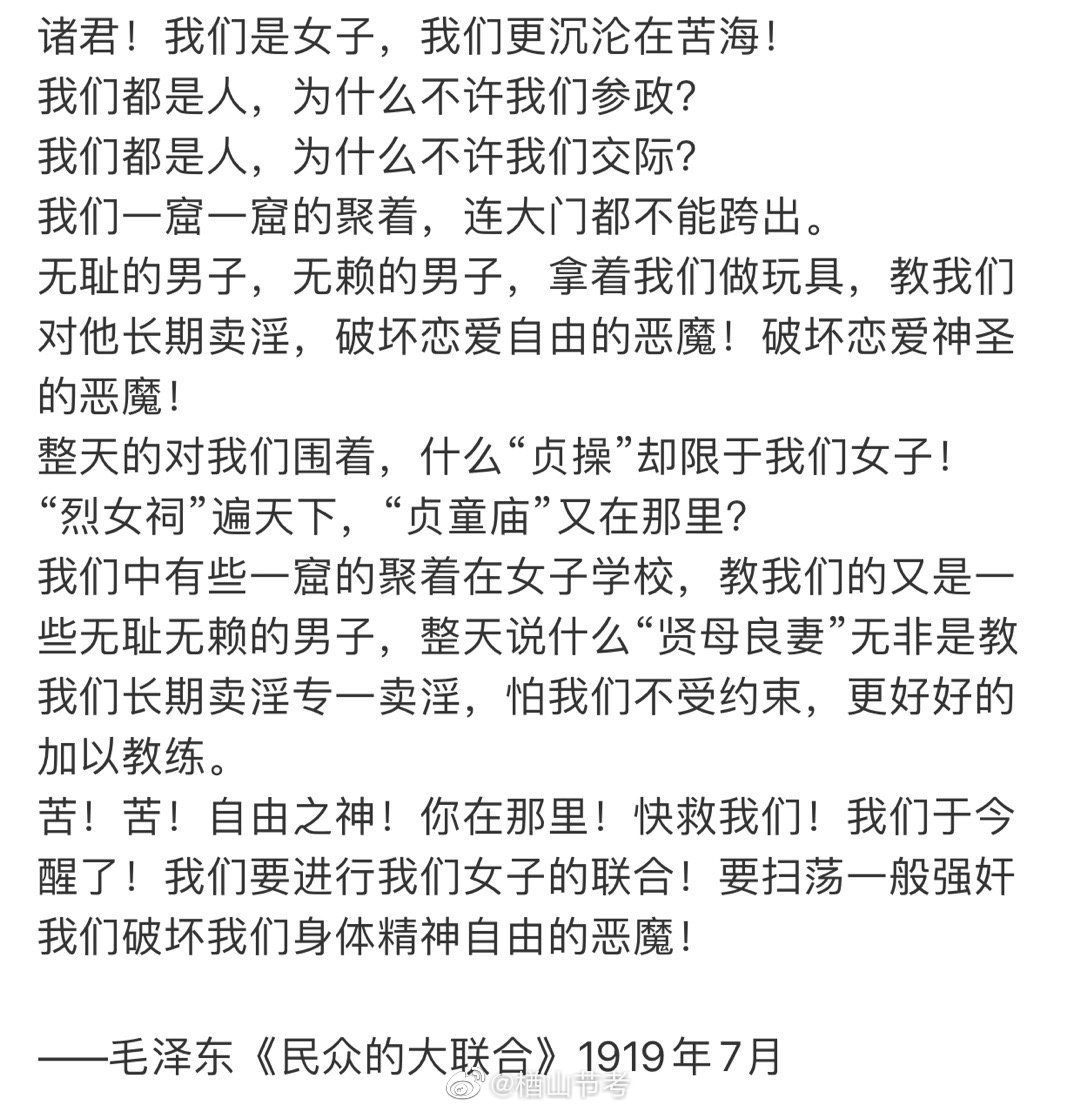 诸君！我们是女子，我们更沉沦在苦海！
我们都是人，为什么不许我们参政？
我们都是人，为什么不许我们交际？
我们一窟一窟的聚着，连大门都不能跨出。
无耻的男子，无赖的男子，拿着我们做玩具，教我们
对他长期卖淫，破坏恋爱自由的恶魔！破坏恋爱神圣
的恶魔！
整天的对我们围着，什么“贞操”却限于我们女子！
“烈女祠”遍天下，“贞童庙”又在那里？
我们中有些一窟的聚着在女子学校，教我们的又是一
些无耻无赖的男子，整天说什么“贤母良妻”无非是教
我们长期卖淫专一卖淫，怕我们不受约束，更好好的
加以教练。
苦！苦！自由之神！你在那里！快救我们！我们于今
醒了！我们要进行我们女子的联合！要扫荡一般强奸
我们破坏我们身体精神自由的恶魔！
——毛泽东《民众的大联合》1919年7月
@楢山节考